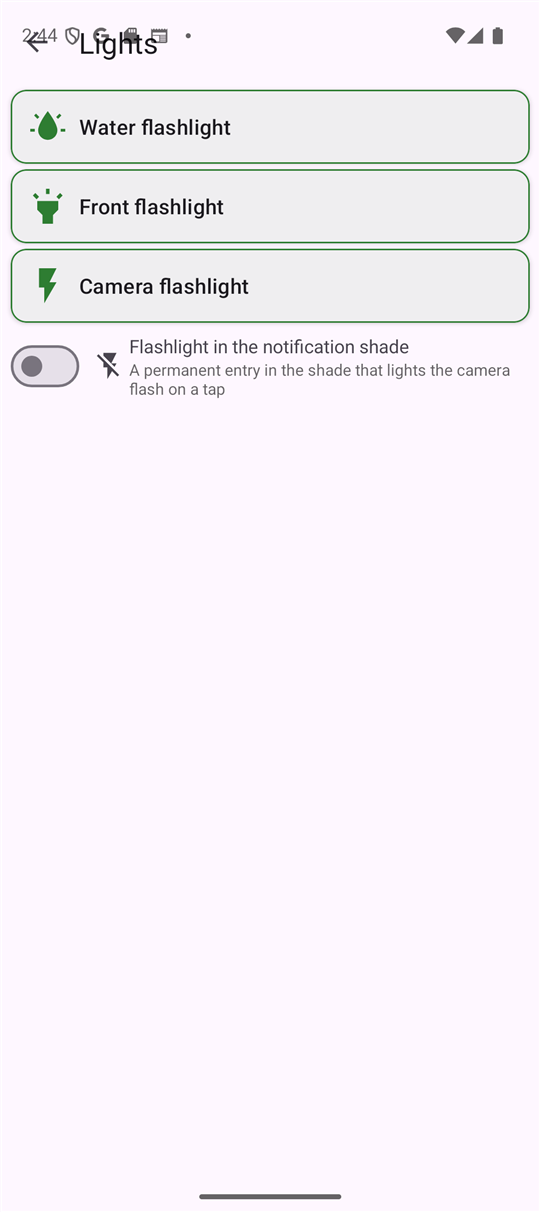 2:44
Lights
Water flashlight
Front flashlight
Camera flashlight
Flashlight in the notification shade
A permanent entry in the shade that lights the camera
flash on a tap